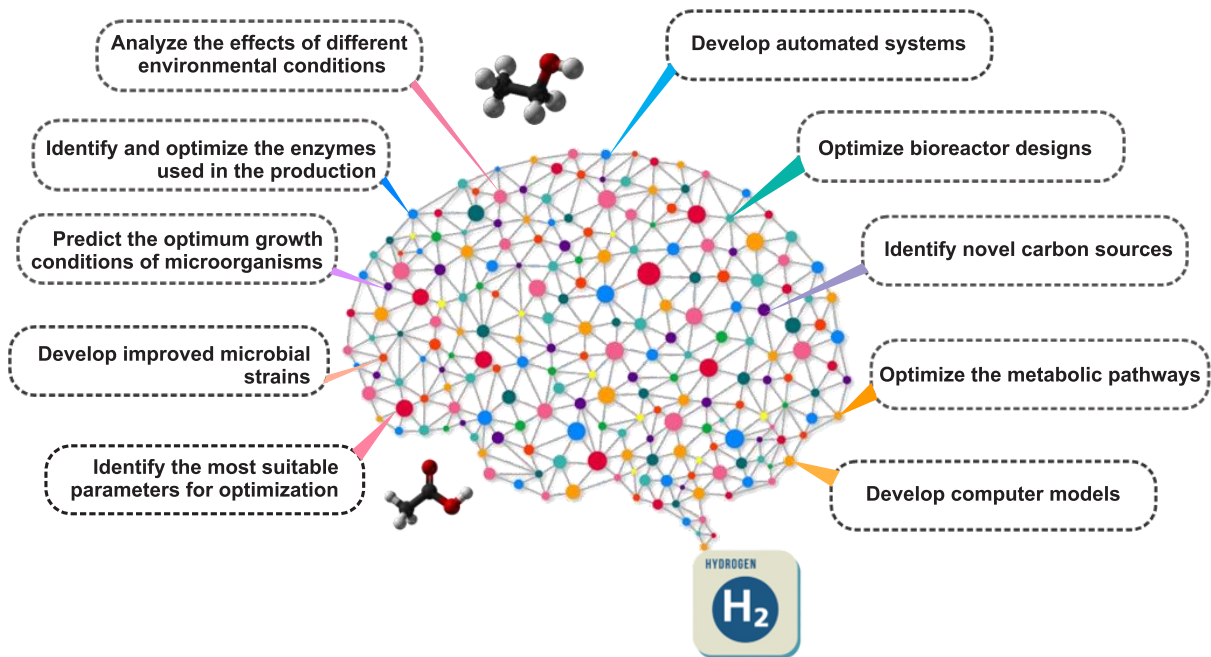 Analyze the effects of different
environmental conditions
Develop automated systems
Identify and optimize the enzymes
used in the production
Optimize bioreactor designs
Predict the optimum growth
conditions of microorganisms
Identify novel carbon sources
Develop improved microbial
strains
Optimize the metabolic pathways
Identify the most suitable
parameters for optimization
Develop computer models
HYDROGEN
H₂